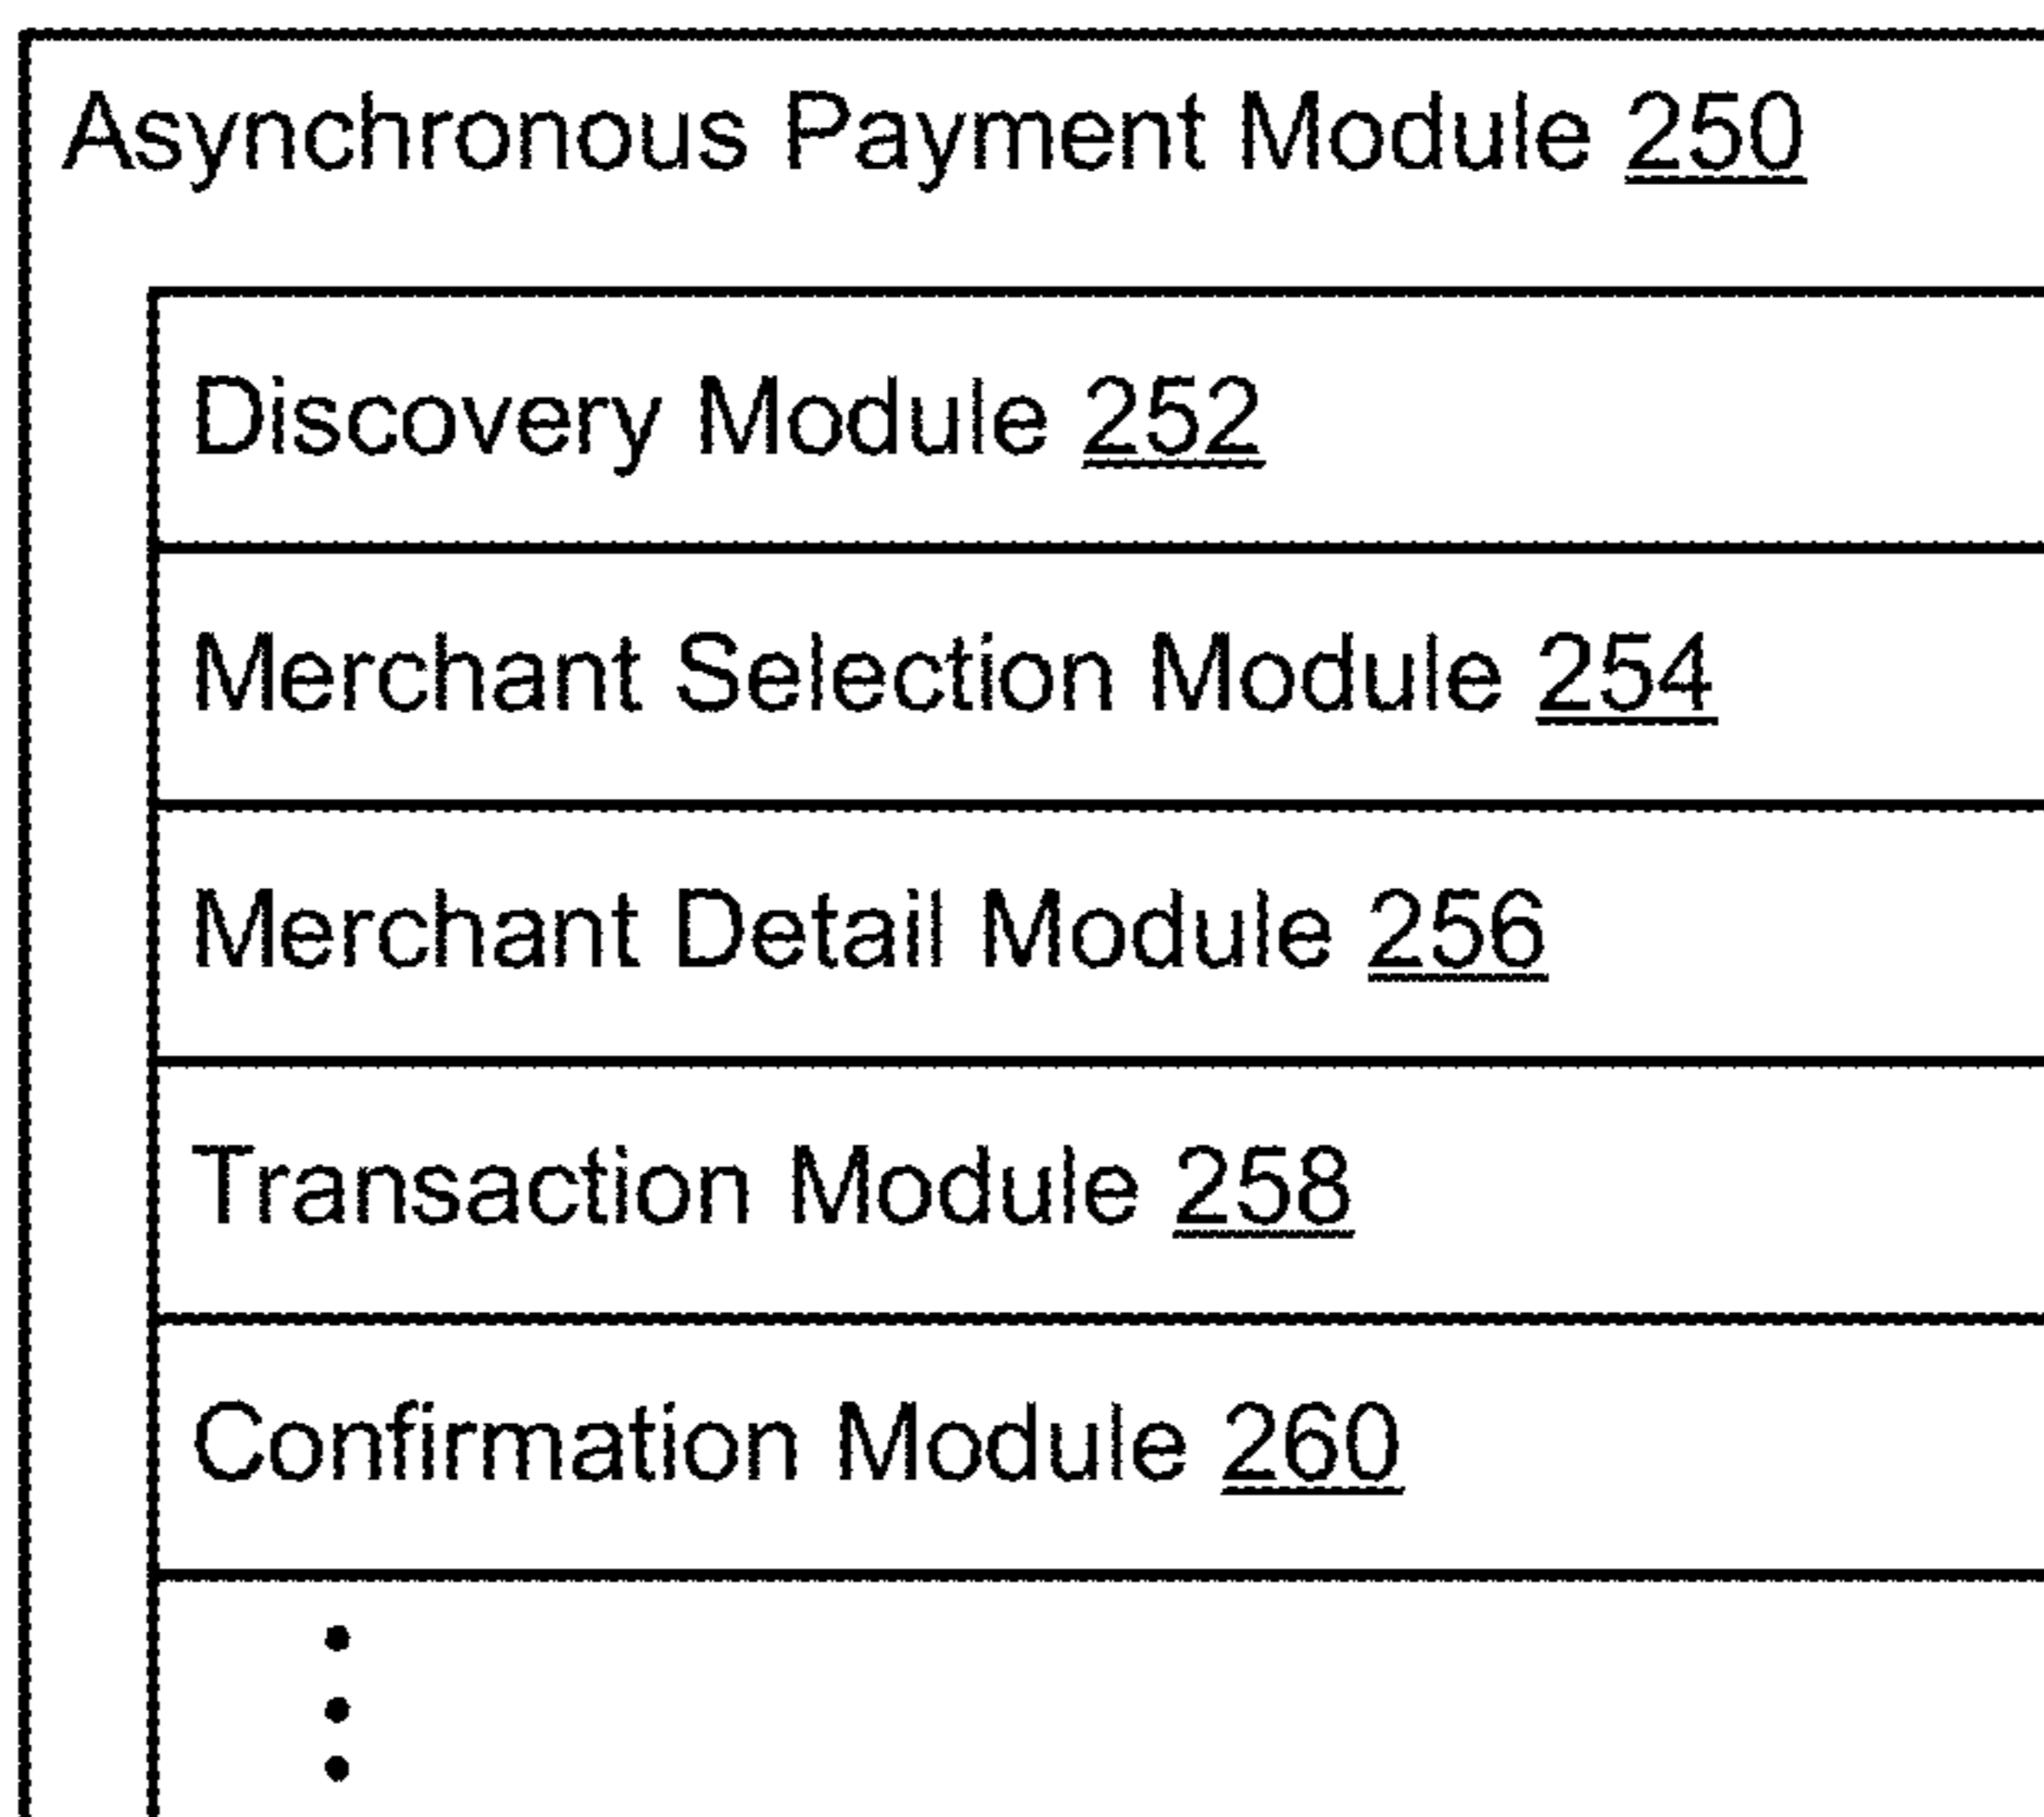 Asynchronous Payment Module 250
Discovery Module 252
Merchant Selection Module 254
Merchant Detail Module 256
Transaction Module 258
Confirmation Module 260